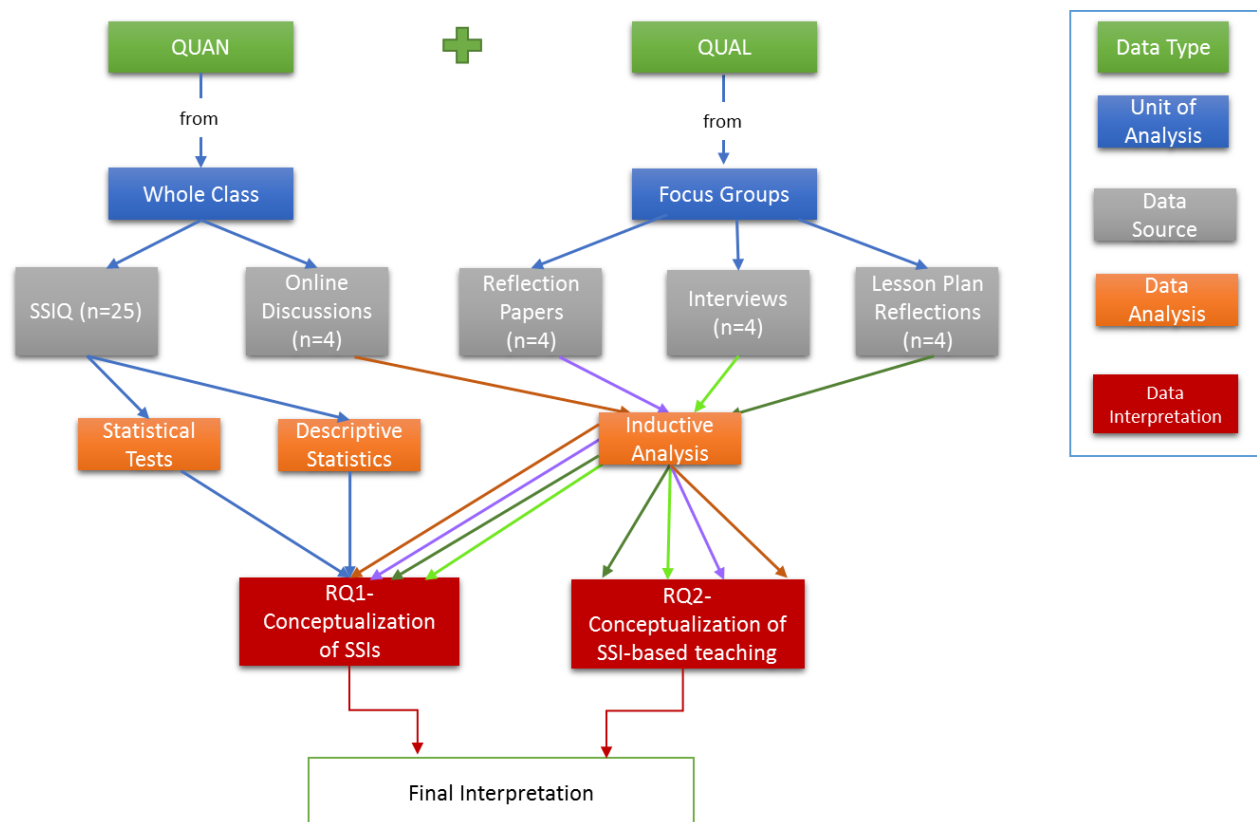 QUAN
QUAL
from
from
Whole Class
Focus Groups
SSIQ (n=25)
Online
Discussions
(n=4)
Reflection
Papers
(n=4)
Interviews
(n=4)
Lesson Plan
Reflections
(n=4)
Statistical
Tests
Descriptive
Statistics
Inductive
Analysis
RQ1-
Conceptualization
of SSIs
RQ2-
Conceptualization of
SSI-based teaching
Final Interpretation
Data Type
Unit of
Analysis
Data
Source
Data
Analysis
Data
Interpretation